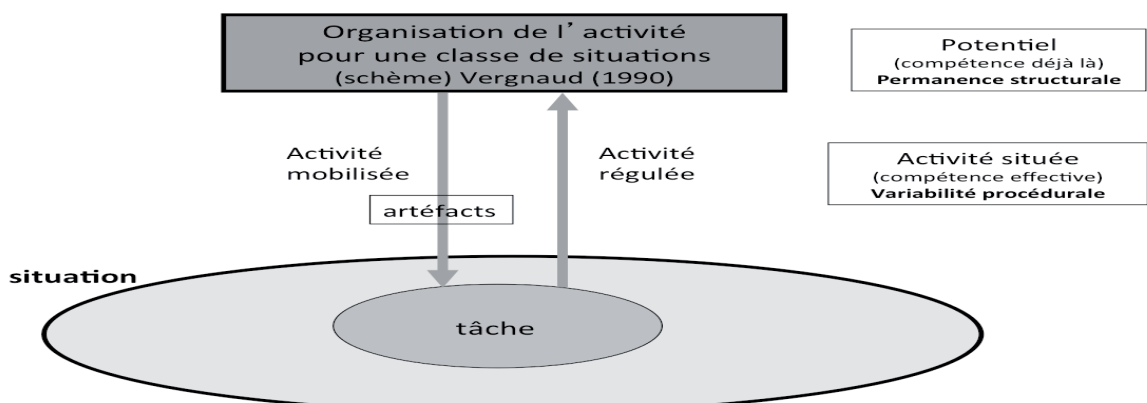 Organisation de l’activité
pour une classe de situations
(schème) Vergnaud (1990)
Potentiel
(compétence déjà là)
Permanence structurale
Activité
mobilisée
Activité
régulée
Activité située
(compétence effective)
Variabilité procédurale
artéfacts
situation
tâche